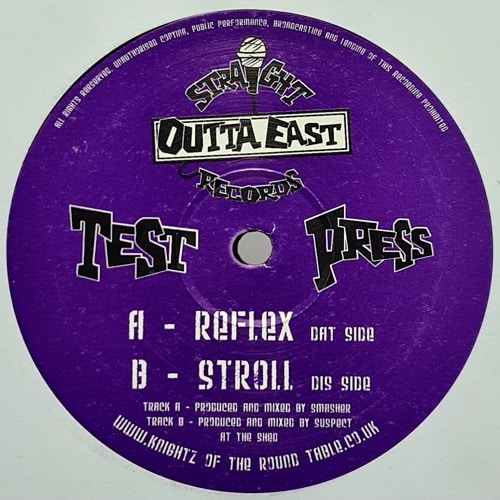 ALL RIGHTS RERSERVED, UNAUTHORISED COPYING, PUBLIC PERFORMANCE, BROADCASTING AND LENDING OF THIS RECORDING PROHIBITED
STRAIGHT
OUTTA EAST
RECORDS
TEST PRESS
A - REFLEX DAT SIDE
B - STROLL DIS SIDE
TRACK A - PRODUCED AND MIXED BY SMASHER
TRACK B - PRODUCED AND MIXED BY SUSPECT
AT THE SHED
WWW.KNIGHTZ OF THE ROUND TABLE.CO.UK